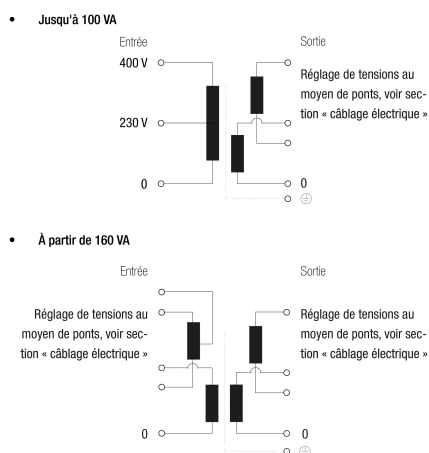 • Jusqu'à 100 VA
Entrée
Sortie
400 V
230 V
0
Réglage de tensions au
moyen de ponts, voir sec-
tion « câblage électrique »
0
• À partir de 160 VA
Entrée
Sortie
Réglage de tensions au
moyen de ponts, voir sec-
tion « câblage électrique »
0
Réglage de tensions au
moyen de ponts, voir sec-
tion « câblage électrique »
0